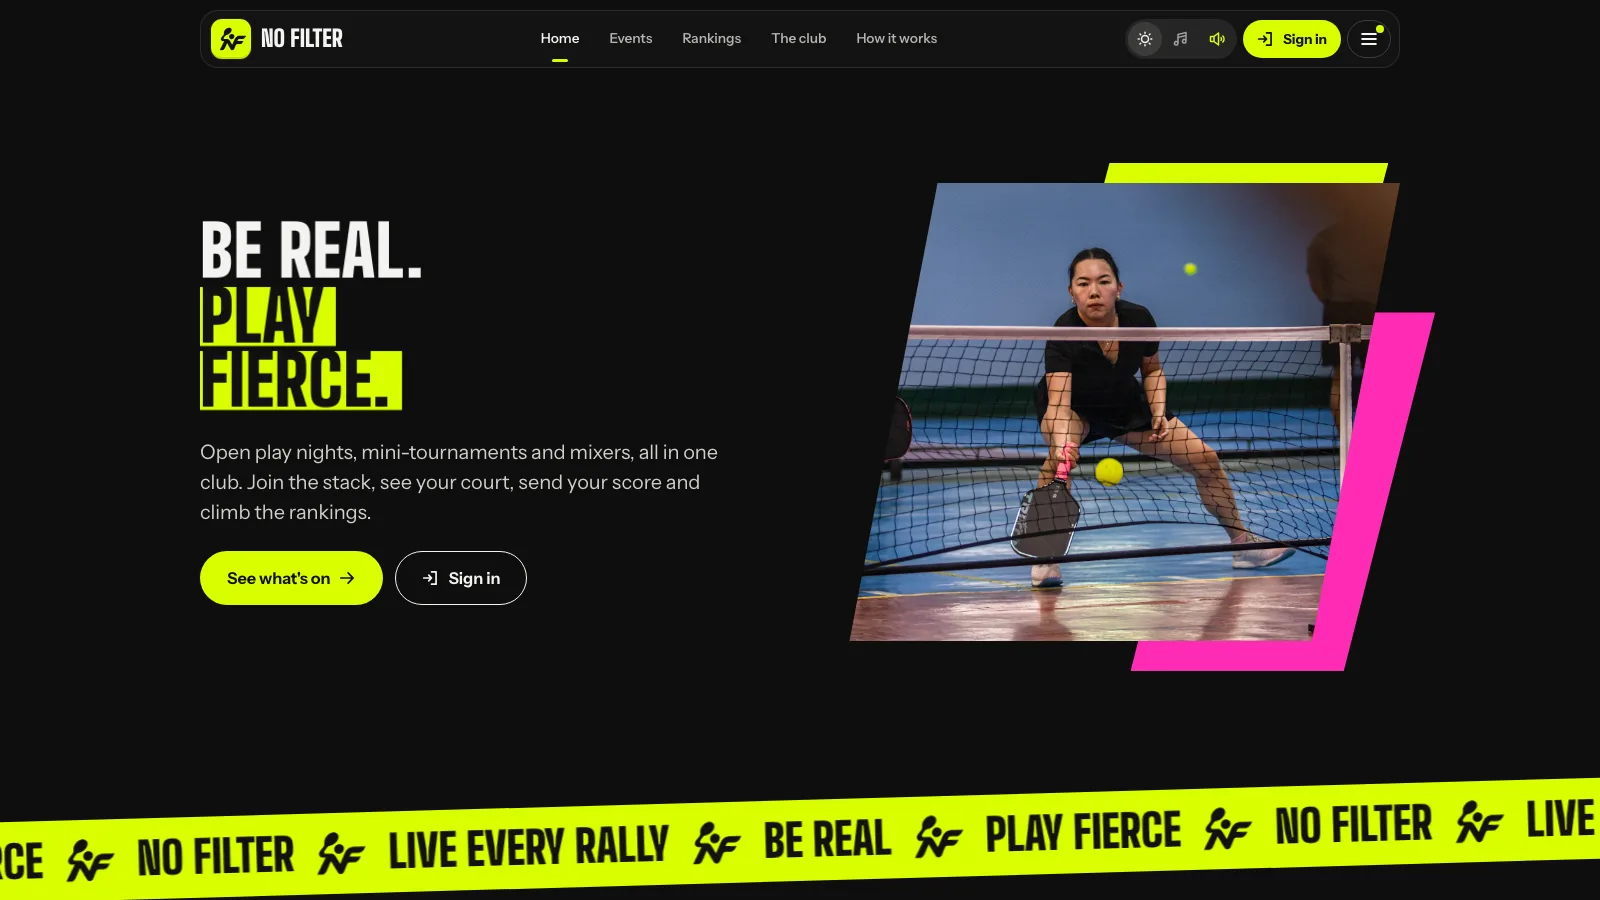 NO FILTER
Home
Events
Rankings
The club
How it works
Sign in
BE REAL.
PLAY
FIERCE.
Open play nights, mini-tournaments and mixers, all in one
club. Join the stack, see your court, send your score and
climb the rankings.
See what's on
Sign in
RCE NO FILTER LIVE EVERY RALLY BE REAL PLAY FIERCE NO FILTER LIVE